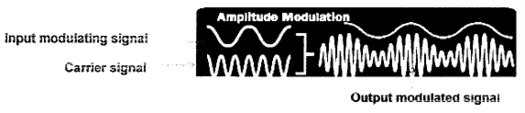 Amplitude Modulation
Input modulating signal
Carrier signal
Output modulated signal